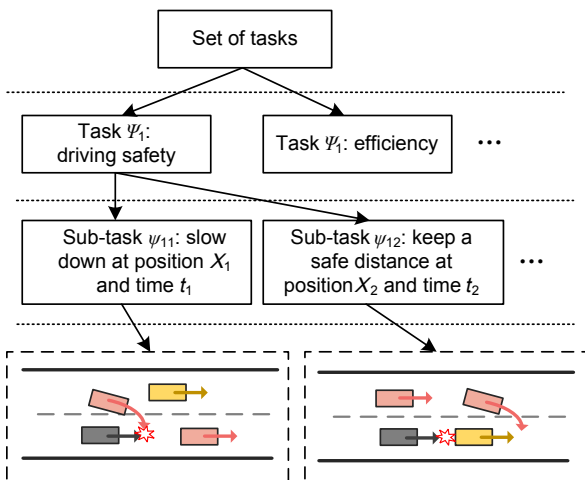 Set of tasks
Task Ψ₁:
driving safety
Task Ψ₁: efficiency
...
Sub-task ψ₁₁: slow
down at position X₁
and time t₁
Sub-task ψ₁₂: keep a
safe distance at
position X₂ and time t₂
...